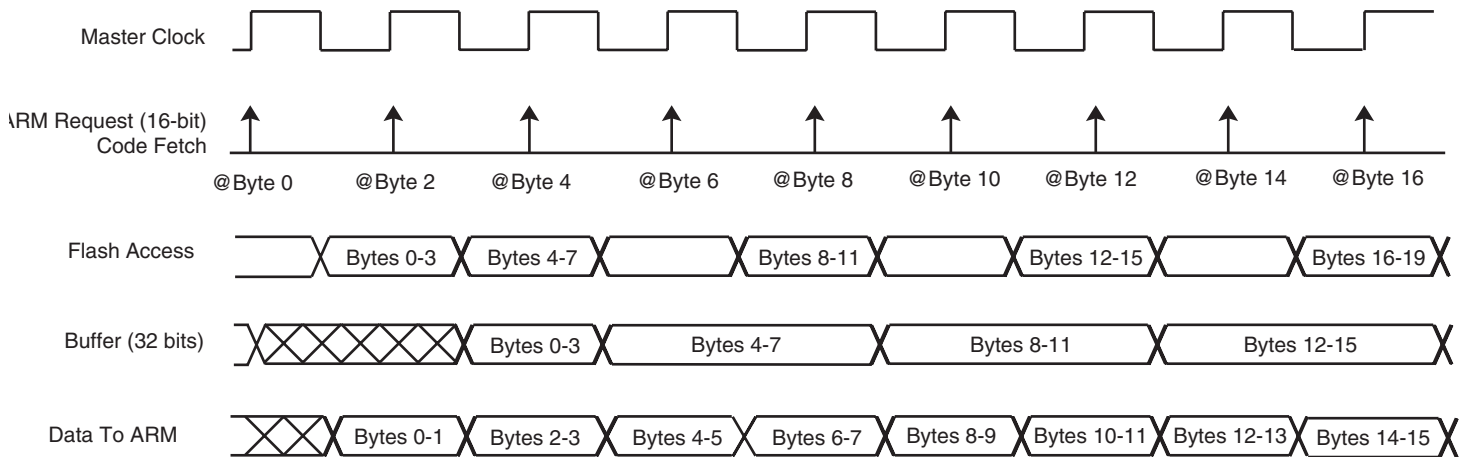 Master Clock
ARM Request (16-bit)
Code Fetch
@Byte 0 @Byte 2 @Byte 4 @Byte 6 @Byte 8 @Byte 10 @Byte 12 @Byte 14 @Byte 16
Flash Access Bytes 0-3 Bytes 4-7 Bytes 8-11 Bytes 12-15 Bytes 16-19
Buffer (32 bits) Bytes 0-3 Bytes 4-7 Bytes 8-11 Bytes 12-15
Data To ARM Bytes 0-1 Bytes 2-3 Bytes 4-5 Bytes 6-7 Bytes 8-9 Bytes 10-11 Bytes 12-13 Bytes 14-15